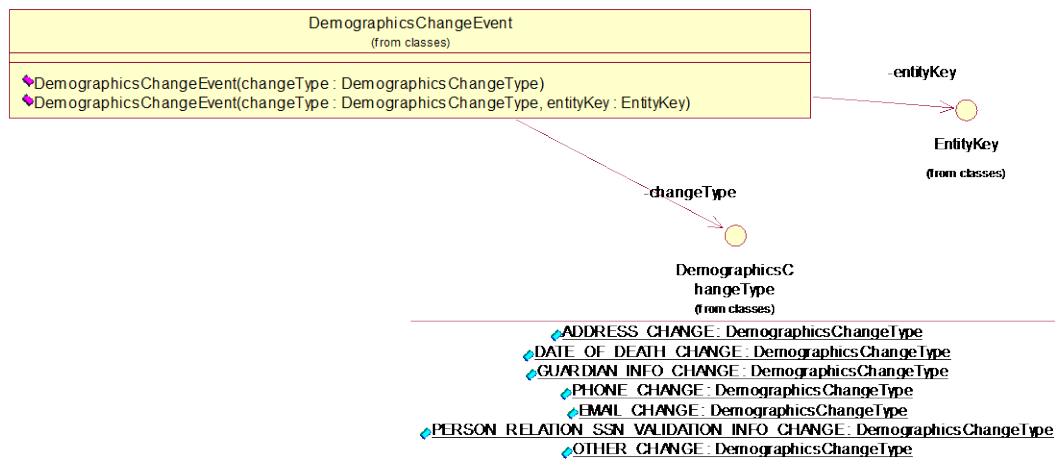 DemographicsChangeEvent
(from classes)
DemographicsChangeEvent(changeType : DemographicsChangeType)
DemographicsChangeEvent(changeType : DemographicsChangeType, entityKey : EntityKey)
-entityKey
EntityKey
(from classes)
-changeType
DemographicsC
hangeType
(from classes)
ADDRESS_CHANGE : DemographicsChangeType
DATE_OF_DEATH_CHANGE : DemographicsChangeType
GUARDIAN_INFO_CHANGE : DemographicsChangeType
PHONE_CHANGE : DemographicsChangeType
EMAIL_CHANGE : DemographicsChangeType
PERSON_RELATION_SSN_VALIDATION_INFO_CHANGE : DemographicsChangeType
OTHER_CHANGE : DemographicsChangeType